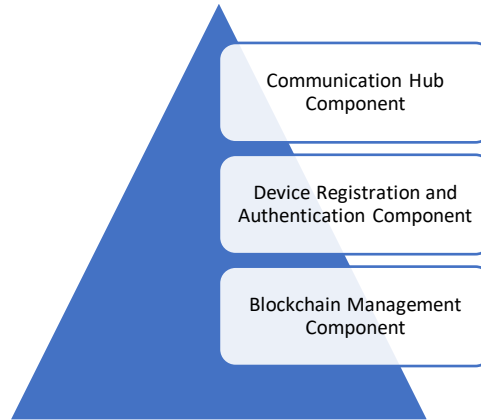 Communication Hub
Component
Device Registration and
Authentication Component
Blockchain Management
Component